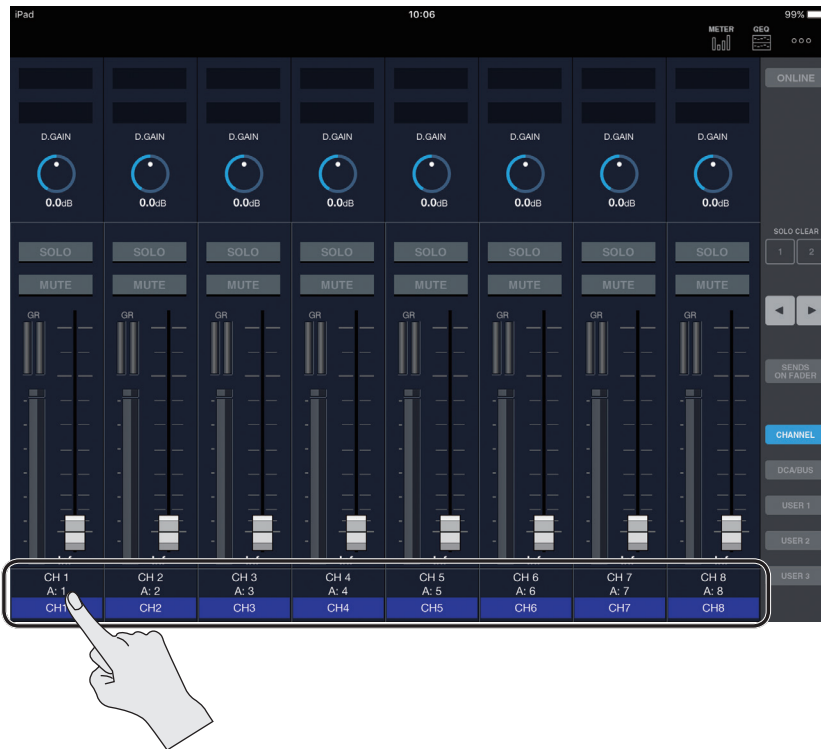 iPad 10:06 99%
METER GEQ
ONLINE
D.GAIN D.GAIN D.GAIN D.GAIN D.GAIN D.GAIN D.GAIN D.GAIN
0.0dB 0.0dB 0.0dB 0.0dB 0.0dB 0.0dB 0.0dB 0.0dB
SOLO CLEAR
SOLO SOLO SOLO SOLO SOLO SOLO SOLO SOLO 1 2
MUTE MUTE MUTE MUTE MUTE MUTE MUTE MUTE
GR GR GR GR GR GR GR GR
SENDS
ON FADER
CHANNEL
DCA/BUS
USER 1
USER 2
USER 3
CH 1 CH 2 CH 3 CH 4 CH 5 CH 6 CH 7 CH 8
A: 1 A: 2 A: 3 A: 4 A: 5 A: 6 A: 7 A: 8
CH1 CH2 CH3 CH4 CH5 CH6 CH7 CH8